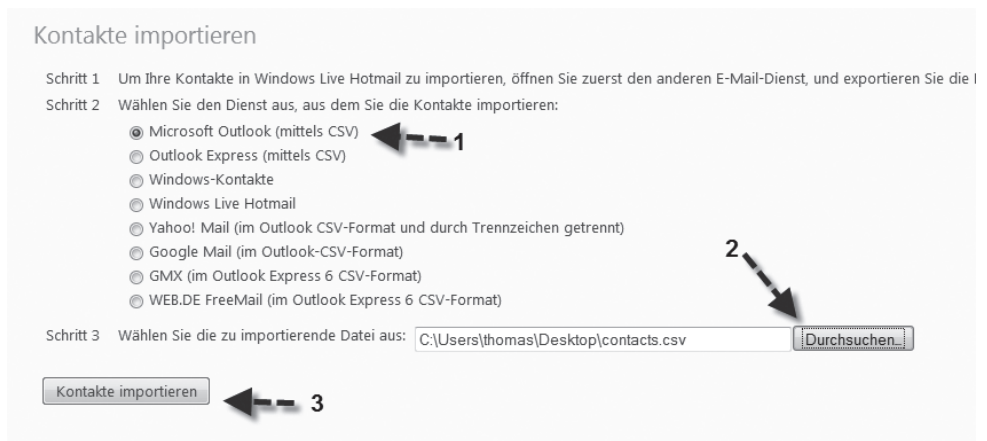 Kontakte importieren
Schritt 1 Um Ihre Kontakte in Windows Live Hotmail zu importieren, öffnen Sie zuerst den anderen E-Mail-Dienst, und exportieren Sie die
Schritt 2 Wählen Sie den Dienst aus, aus dem Sie die Kontakte importieren:
Microsoft Outlook (mittels CSV)
1
Outlook Express (mittels CSV)
Windows-Kontakte
Windows Live Hotmail
Yahoo! Mail (im Outlook CSV-Format und durch Trennzeichen getrennt)
Google Mail (im Outlook-CSV-Format)
2
GMX (im Outlook Express 6 CSV-Format)
WEB.DE FreeMail (im Outlook Express 6 CSV-Format)
Schritt 3 Wählen Sie die zu importierende Datei aus: C:\Users\thomas\Desktop\contacts.csv Durchsuchen...
Kontakte importieren
3